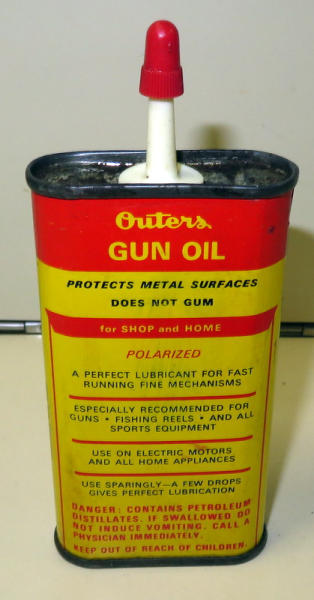 Outers
GUN OIL
PROTECTS METAL SURFACES
DOES NOT GUM
for SHOP and HOME
POLARIZED
A PERFECT LUBRICANT FOR FAST
RUNNING FINE MECHANISMS
ESPECIALLY RECOMMENDED FOR
GUNS • FISHING REELS • AND ALL
SPORTS EQUIPMENT
USE ON ELECTRIC MOTORS
AND ALL HOME APPLIANCES
USE SPARINGLY—A FEW DROPS
GIVES PERFECT LUBRICATION
DANGER: CONTAINS PETROLEUM
DISTILLATES. IF SWALLOWED DO
NOT INDUCE VOMITING. CALL A
PHYSICIAN IMMEDIATELY.
KEEP OUT OF REACH OF CHILDREN.